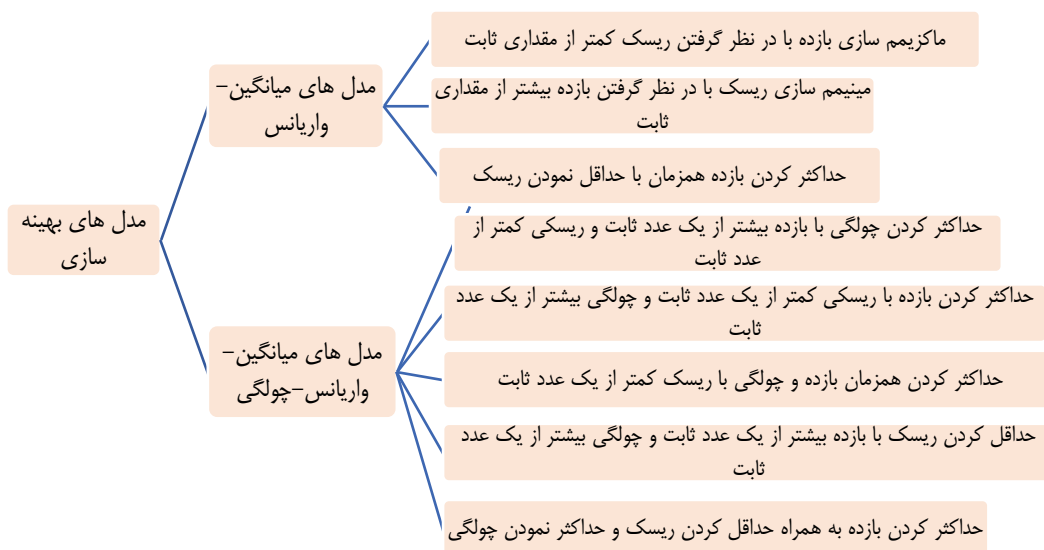 مدل های بهینه
سازی
مدل های میانگین-
واریانس
ماکزیمم سازی بازده با در نظر گرفتن ریسک کمتر از مقداری ثابت
مینیمم سازی ریسک با در نظر گرفتن بازده بیشتر از مقداری
ثابت
حداکثر کردن بازده همزمان با حداقل نمودن ریسک
مدل های میانگین-
واریانس-چولگی
حداکثر کردن چولگی با بازده بیشتر از یک عدد ثابت و ریسکی کمتر از
عدد ثابت
حداکثر کردن بازده با ریسکی کمتر از یک عدد ثابت و چولگی بیشتر از یک عدد
ثابت
حداکثر کردن همزمان بازده و چولگی با ریسک کمتر از یک عدد ثابت
حداقل کردن ریسک با بازده بیشتر از یک عدد ثابت و چولگی بیشتر از یک عدد
ثابت
حداکثر کردن بازده به همراه حداقل کردن ریسک و حداکثر نمودن چولگی